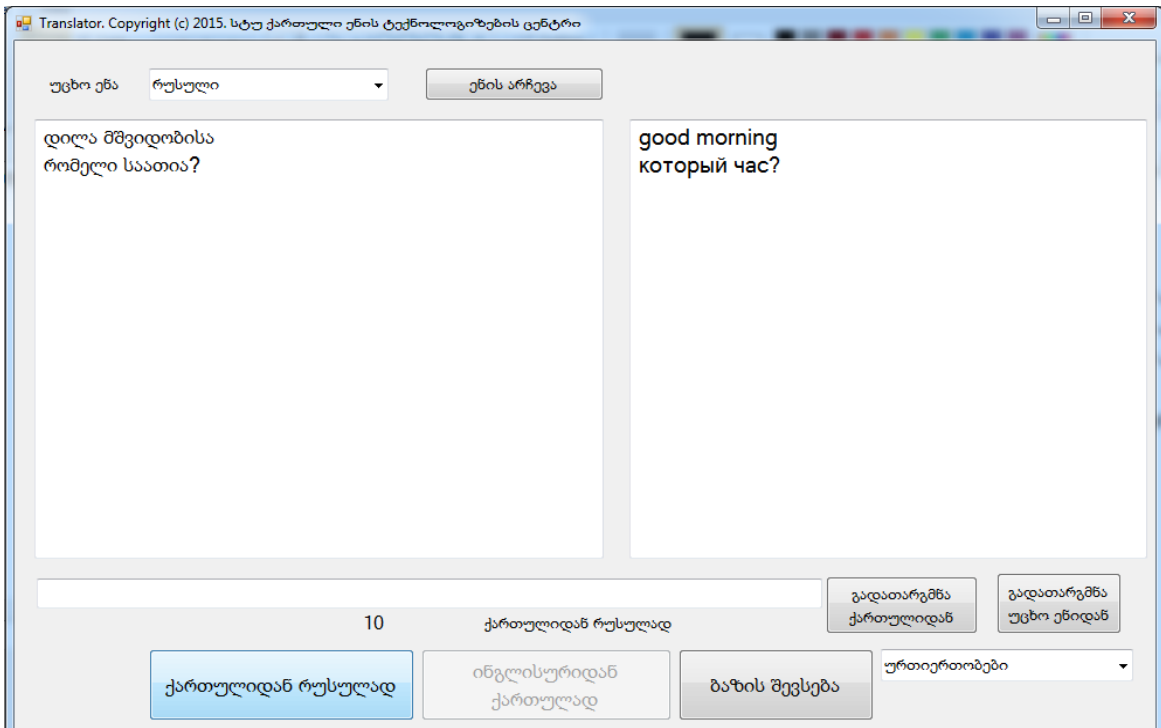 Translator. Copyright (c) 2015. სტუ ქართული ენის ტექნოლოგიზების ცენტრი
უცხო ენა რუსული ენის არჩევა
დილა მშვიდობისა
რომელი საათია?
good morning
который час?
გადათარგმნა
ქართულიდან
გადათარგმნა
უცხო ენიდან
10 ქართულიდან რუსულად
ქართულიდან რუსულად
ინგლისურიდან
ქართულად
ბაზის შევსება
ურთიერთობები